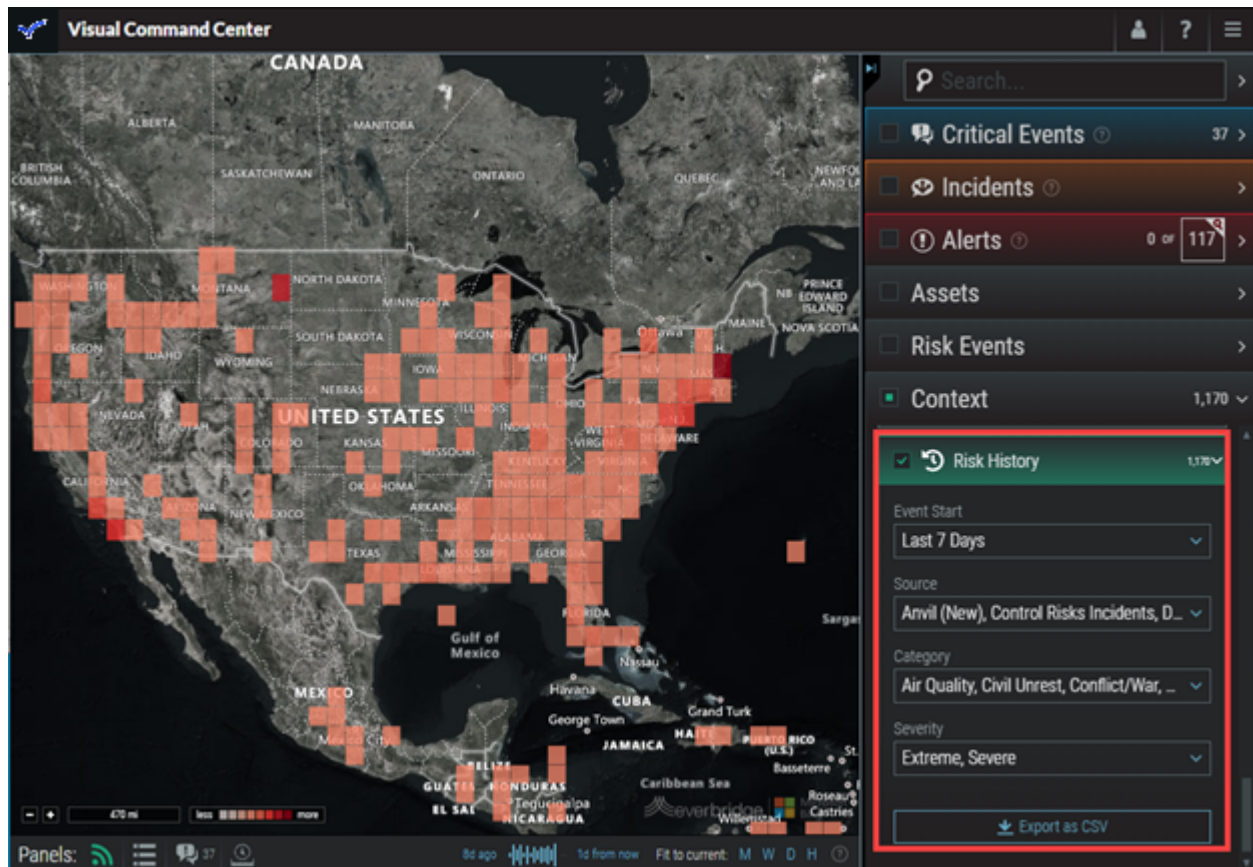 Visual Command Center
?
CANADA
ALBERTA
MANITOBA
BRITISH
COLUMBIA
SASKATCHEWAN
ONTARIO
QUEBEC
WASHINGTON
MONTANA
NORTH DAKOTA
MINNESOTA
NB
PRINCE
EDWARD
ISLAND
NOVA SCOTIA
MAINE
Ottawa
VT.
N.H.
OREGON
IDAHO
WYOMING
SOUTH DAKOTA
WISCONSIN
MICHIGAN
N.Y.
IOWA
NEBRASKA
NEVADA
UTAH
COLORADO
UNITED STATES
KANSAS
MISSOURI
ILLINOIS
INDIANA
OHIO
WEST
VIRGINIA
DELAWARE
KENTUCKY
VIRGINIA
CALIFORNIA
ARIZONA
NEW MEXICO
OKLAHOMA
ARKANSAS
TENNESSEE
NC
SC
TEXAS
MISSISSIPPI
ALABAMA
GEORGIA
LOUISIANA
FLORIDA
Gulf of
Mexico
Nassau
Havana
CUBA
MEXICO
Mexico City
George Town
Grand Turk
JAMAICA
HAITI
PUERTO RICO
(U.S.)
Basseterre
BELIZE
HONDURAS
Tegucigalpa
EL SAL
NICARAGUA
Caribbean Sea
everbridge
Willemstad
Roseau
Castries
- +
470 mi
less
more
Panels:
37
8d ago
1d from now
Fit to current: M W D H ?
Search...
Critical Events ?
37
Incidents ?
Alerts ?
0 OF 117
Assets
Risk Events
Context
1,170
Risk History
1,170
Event Start
Last 7 Days
Source
Anvil (New), Control Risks Incidents, D...
Category
Air Quality, Civil Unrest, Conflict/War, ...
Severity
Extreme, Severe
Export as CSV